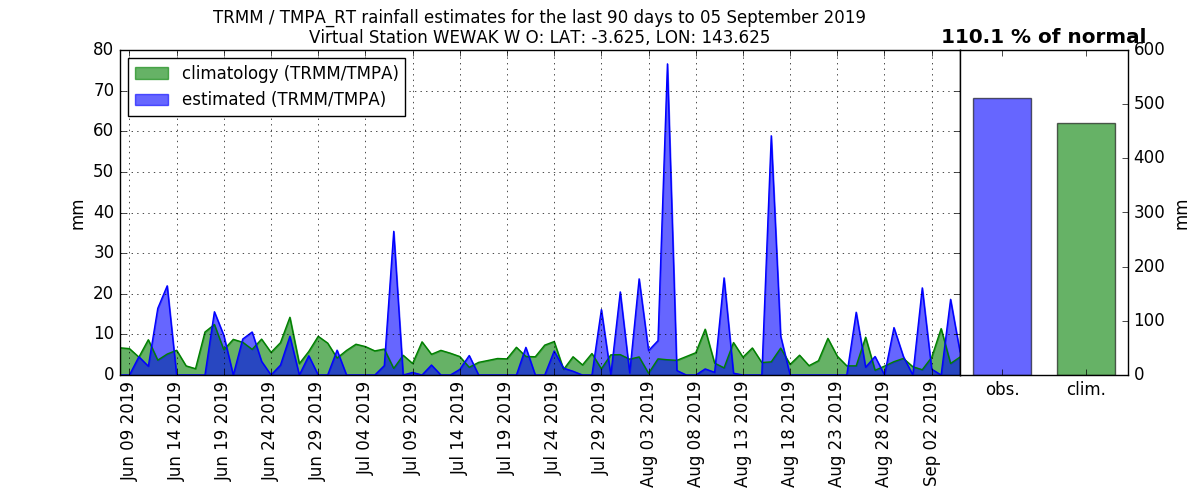 TRMM / TMPA_RT rainfall estimates for the last 90 days to 05 September 2019
Virtual Station WEWAK W O: LAT: -3.625, LON: 143.625
110.1 % of normal
climatology (TRMM/TMPA)
estimated (TRMM/TMPA)
80
70
60
50
40
30
20
10
0
mm
Jun 09 2019
Jun 14 2019
Jun 19 2019
Jun 24 2019
Jun 29 2019
Jul 04 2019
Jul 09 2019
Jul 14 2019
Jul 19 2019
Jul 24 2019
Jul 29 2019
Aug 03 2019
Aug 08 2019
Aug 13 2019
Aug 18 2019
Aug 23 2019
Aug 28 2019
Sep 02 2019
600
500
400
300
200
100
0
mm
obs.
clim.